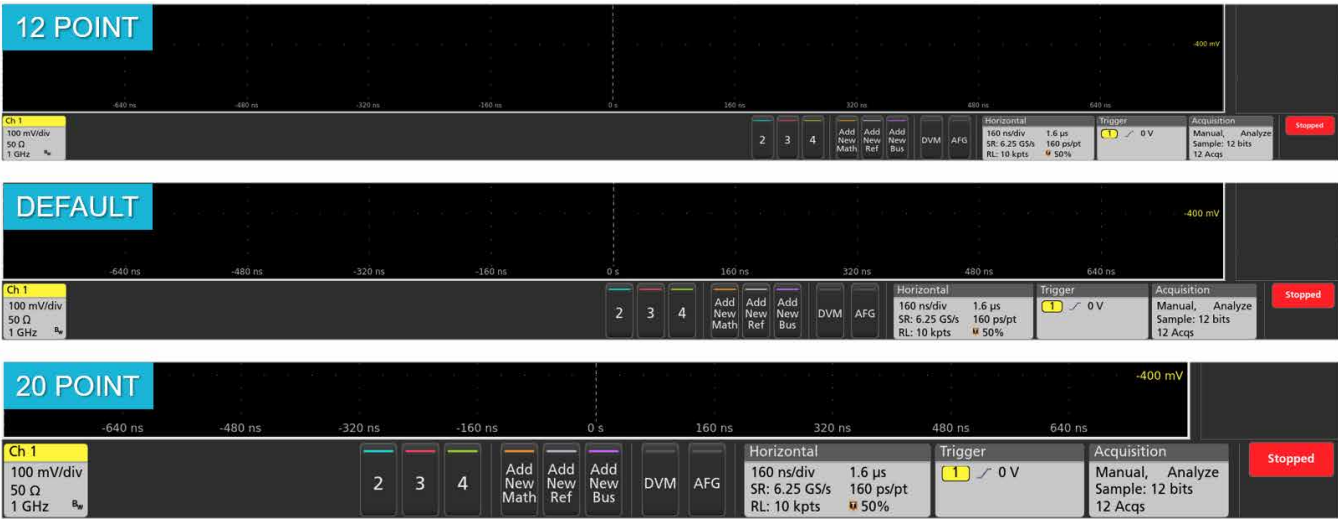 12 POINT
-400 mV
-640 ns -480 ns -320 ns -160 ns 0 s 160 ns 320 ns 480 ns 640 ns
Ch 1
100 mV/div
50 Ω
1 GHz Bw
2 3 4
Add New Math
Add New Ref
Add New Bus
DVM AFG
Horizontal
160 ns/div 1.6 µs
SR: 6.25 GS/s 160 ps/pt
RL: 10 kpts 50%
Trigger
1 0 V
Acquisition
Manual, Analyze
Sample: 12 bits
12 Acqs
Stopped
DEFAULT
-400 mV
-640 ns -480 ns -320 ns -160 ns 0 s 160 ns 320 ns 480 ns 640 ns
Ch 1
100 mV/div
50 Ω
1 GHz Bw
2 3 4
Add New Math
Add New Ref
Add New Bus
DVM AFG
Horizontal
160 ns/div 1.6 µs
SR: 6.25 GS/s 160 ps/pt
RL: 10 kpts 50%
Trigger
1 0 V
Acquisition
Manual, Analyze
Sample: 12 bits
12 Acqs
Stopped
20 POINT
-400 mV
-640 ns -480 ns -320 ns -160 ns 0 s 160 ns 320 ns 480 ns 640 ns
Ch 1
100 mV/div
50 Ω
1 GHz Bw
2 3 4
Add New Math
Add New Ref
Add New Bus
DVM AFG
Horizontal
160 ns/div 1.6 µs
SR: 6.25 GS/s 160 ps/pt
RL: 10 kpts 50%
Trigger
1 0 V
Acquisition
Manual, Analyze
Sample: 12 bits
12 Acqs
Stopped